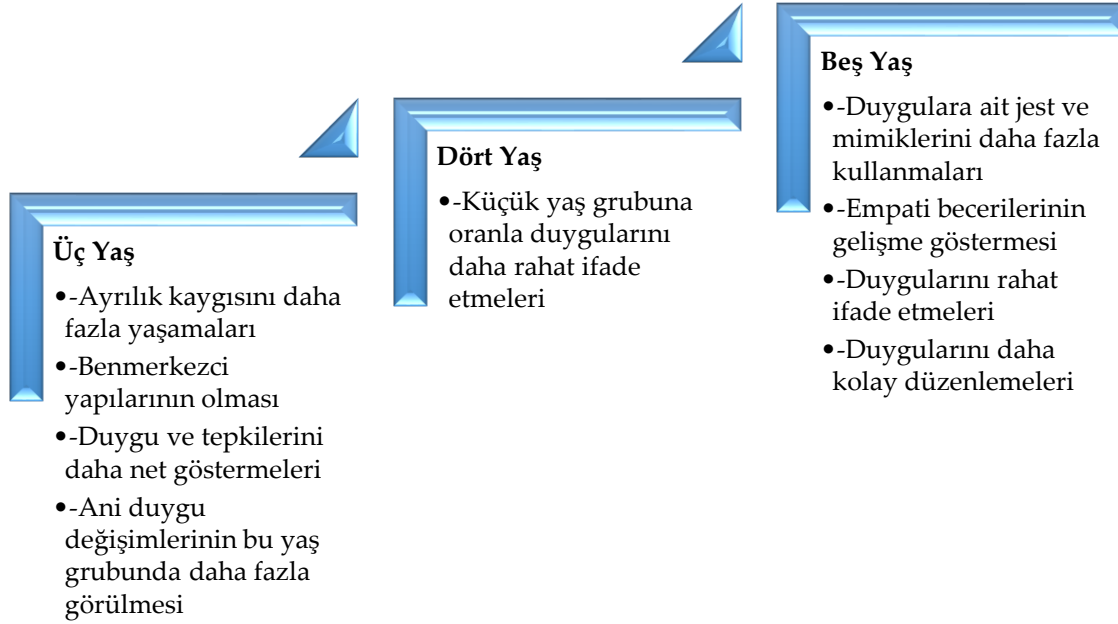 Üç Yaş
•-Ayrılık kaygısını daha
fazla yaşamaları
•-Benmerkezci
yapılarının olması
•-Duygu ve tepkilerini
daha net göstermeleri
•-Ani duygu
değişimlerinin bu yaş
grubunda daha fazla
görülmesi
Dört Yaş
•-Küçük yaş grubuna
oranla duygularını
daha rahat ifade
etmeleri
Beş Yaş
•-Duygulara ait jest ve
mimiklerini daha fazla
kullanmaları
•-Empati becerilerinin
gelişme göstermesi
•-Duygularını rahat
ifade etmeleri
•-Duygularını daha
kolay düzenlemeleri